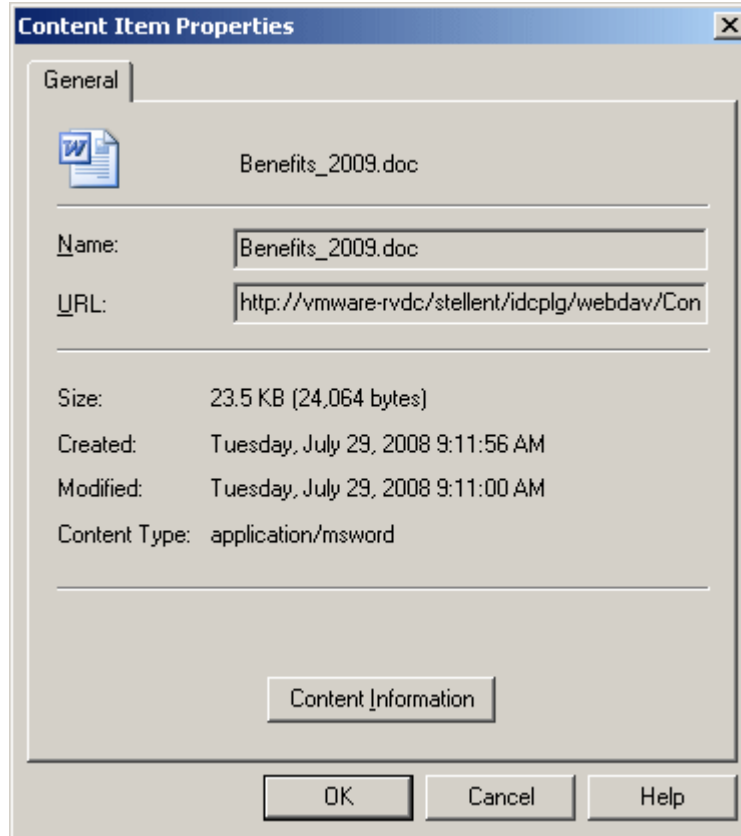 Content Item Properties
General
Benefits_2009.doc
Name: Benefits_2009.doc
URL: http://vmware-rvdc/stellent/idcplg/webdav/Con
Size: 23.5 KB (24,064 bytes)
Created: Tuesday, July 29, 2008 9:11:56 AM
Modified: Tuesday, July 29, 2008 9:11:00 AM
Content Type: application/msword
Content Information
OK Cancel Help